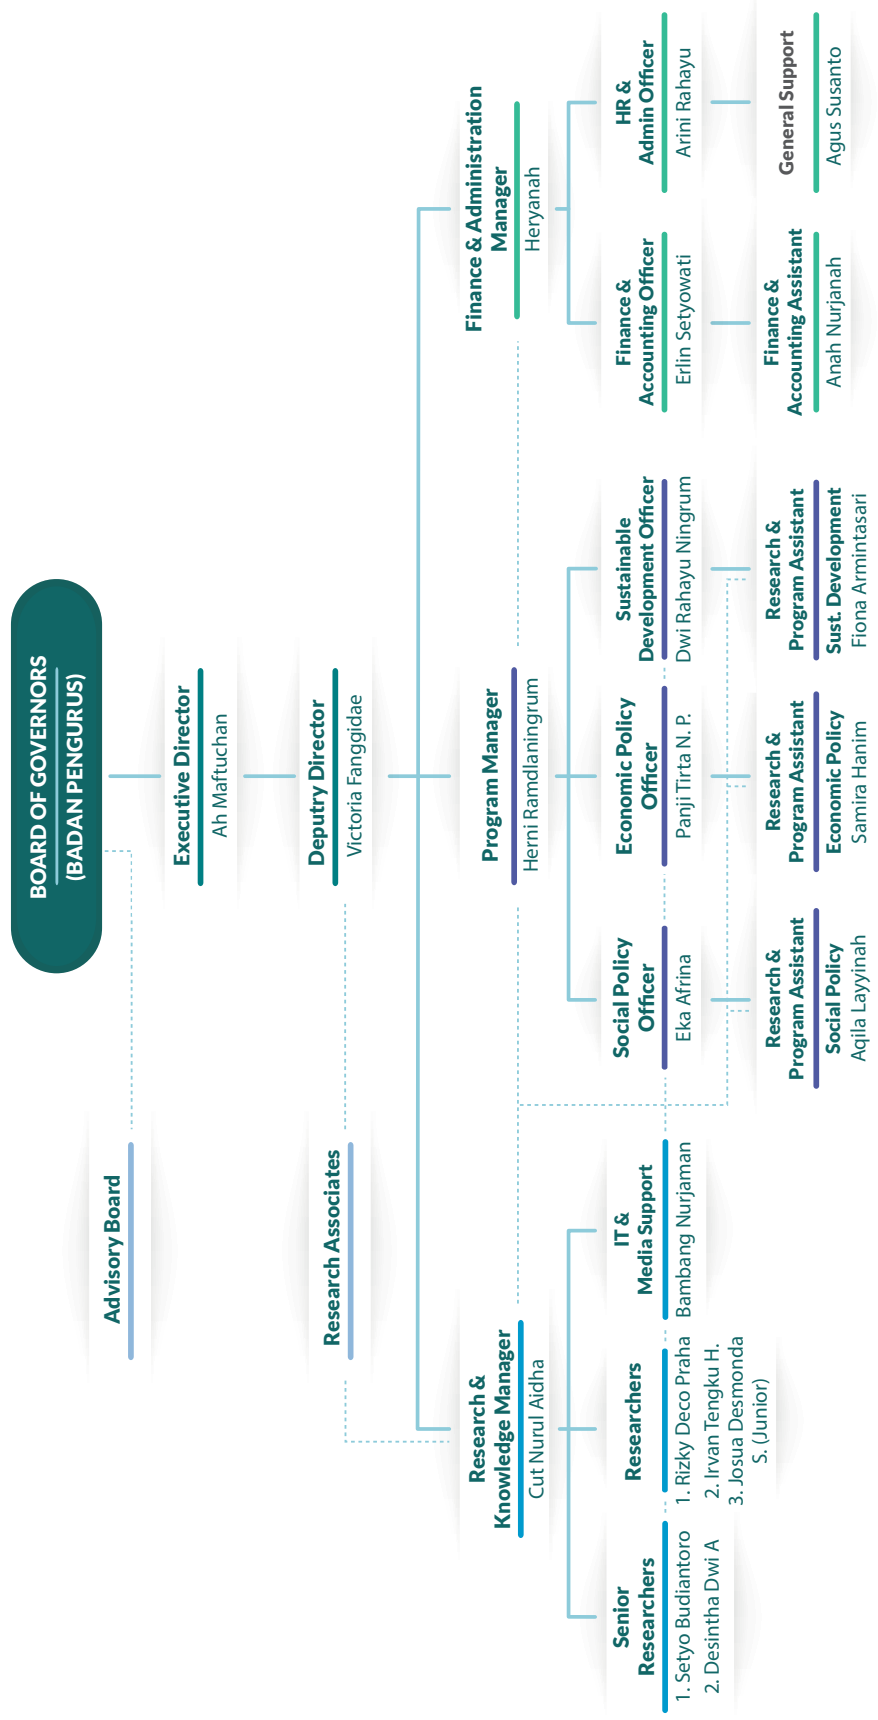 BOARD OF GOVERNORS
(BADAN PENGURUS)
Advisory Board
Executive Director
Ah Maftuchan
Deputry Director
Victoria Fanggidae
Research Associates
Research &
Knowledge Manager
Cut Nurul Aidha
Program Manager
Herni Ramdlaningrum
Finance & Administration
Manager
Heryanah
Senior
Researchers
1. Setyo Budiantoro
2. Desintha Dwi A
Researchers
1. Rizky Deco Praha
2. Irvan Tengku H.
3. Josua Desmonda
S. (Junior)
IT &
Media Support
Bambang Nurjaman
Social Policy
Officer
Eka Afrina
Economic Policy
Officer
Panji Tirta N. P.
Sustainable
Development Officer
Dwi Rahayu Ningrum
Finance &
Accounting Officer
Erlin Setyowati
HR &
Admin Officer
Arini Rahayu
Research &
Program Assistant
Social Policy
Aqila Layyinah
Research &
Program Assistant
Economic Policy
Samira Hanim
Research &
Program Assistant
Sust. Development
Fiona Armintasari
Finance &
Accounting Assistant
Anah Nurjanah
General Support
Agus Susanto